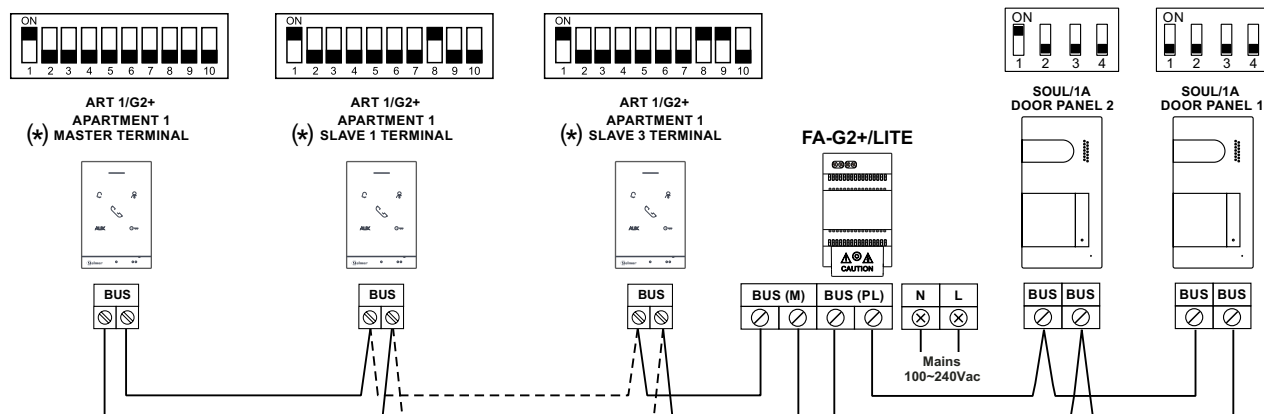 ON
1 2 3 4 5 6 7 8 9 10
ART 1/G2+
APARTMENT 1
(*) MASTER TERMINAL
AUX
BUS
ON
1 2 3 4 5 6 7 8 9 10
ART 1/G2+
APARTMENT 1
(*) SLAVE 1 TERMINAL
AUX
BUS
ON
1 2 3 4 5 6 7 8 9 10
ART 1/G2+
APARTMENT 1
(*) SLAVE 3 TERMINAL
AUX
BUS
FA-G2+/LITE
CAUTION
BUS (M) BUS (PL) N L
Mains
100~240Vac
ON
1 2 3 4
SOUL/1A
DOOR PANEL 2
BUS BUS
ON
1 2 3 4
SOUL/1A
DOOR PANEL 1
BUS BUS